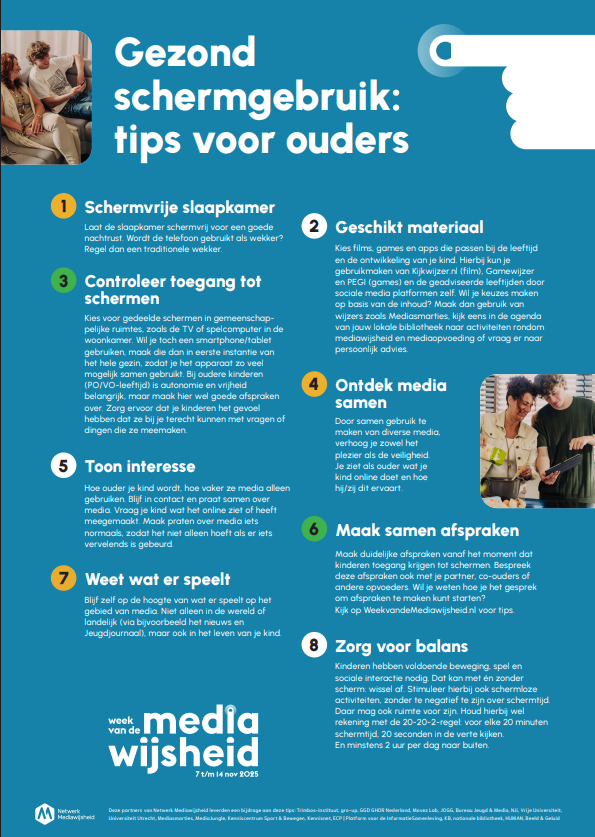 Gezond
schermgebruik:
tips voor ouders
1
Schermvrije slaapkamer
Laat de slaapkamer schermvrij voor een goede
nachtrust. Wordt de telefoon gebruikt als wekker?
Regel dan een traditionele wekker.
2
Geschikt materiaal
Kies films, games en apps die passen bij de leeftijd
en de ontwikkeling van je kind. Hierbij kun je
gebruikmaken van Kijkwijzer.nl (film), Gamewijzer
en PEGI (games) en de geadviseerde leeftijden door
sociale media platformen zelf. Wil je keuzes maken
op basis van de inhoud? Maak dan gebruik van
wijzers zoals Mediasmarties, kijk eens in de agenda
van jouw lokale bibliotheek naar activiteiten rondom
mediawijsheid en mediaopvoeding of vraag er naar
persoonlijk advies.
3
Controleer toegang tot
schermen
Kies voor gedeelde schermen in gemeenschap-
pelijke ruimtes, zoals de TV of spelcomputer in de
woonkamer. Wil je toch een smartphone/tablet
gebruiken, maak die dan in eerste instantie van
het hele gezin, zodat je het apparaat zo veel
mogelijk samen gebruikt. Bij oudere kinderen
(PO/VO-leeftijd) is autonomie en vrijheid
belangrijk, maar maak hier wel goede afspraken
over. Zorg ervoor dat je kinderen het gevoel
hebben dat ze bij je terecht kunnen met vragen of
dingen die ze meemaken.
4
Ontdek media
samen
Door samen gebruik te
maken van diverse media,
verhoog je zowel het
plezier als de veiligheid.
Je ziet als ouder wat je
kind online doet en hoe
hij/zij dit ervaart.
5
Toon interesse
Hoe ouder je kind wordt, hoe vaker ze media alleen
gebruiken. Blijf in contact en praat samen over
media. Vraag je kind wat het online ziet of heeft
meegemaakt. Maak praten over media iets
normaals, zodat het niet alleen hoeft als er iets
vervelends is gebeurd.
6
Maak samen afspraken
Maak duidelijke afspraken vanaf het moment dat
kinderen toegang krijgen tot schermen. Bespreek
deze afspraken ook met je partner, co-ouders of
andere opvoeders. Wil je weten hoe je het gesprek
om afspraken te maken kunt starten?
Kijk op WeekvandeMediawijsheid.nl voor tips.
7
Weet wat er speelt
Blijf zelf op de hoogte van wat er speelt op het
gebied van media. Niet alleen in de wereld of
landelijk (via bijvoorbeeld het nieuws en
Jeugdjournaal), maar ook in het leven van je kind.
8
Zorg voor balans
Kinderen hebben voldoende beweging, spel en
sociale interactie nodig. Dat kan met én zonder
scherm: wissel af. Stimuleer hierbij ook schermloze
activiteiten, zonder te negatief te zijn over schermtijd.
Daar mag ook ruimte voor zijn. Houd hierbij wel
rekening met de 20-20-2-regel: voor elke 20 minuten
schermtijd, 20 seconden in de verte kijken.
En minstens 2 uur per dag naar buiten.
week
van de
media
wijsheid
7 t/m 14 nov 2025
Netwerk
Mediawijsheid
Deze partners van Netwerk Mediawijsheid leverden een bijdrage aan deze tips: Trimbos-instituut, gro-up, GGD GHOR Nederland, Movez Lab, JOGG, Bureau Jeugd & Media, NJi, Vrije Universiteit,
Universiteit Utrecht, Mediasmarties, MediaJungle, Kenniscentrum Sport & Bewegen, Kennisnet, ECP | Platform voor de InformatieSamenleving, KB, nationale bibliotheek, HUMAN, Beeld & Geluid